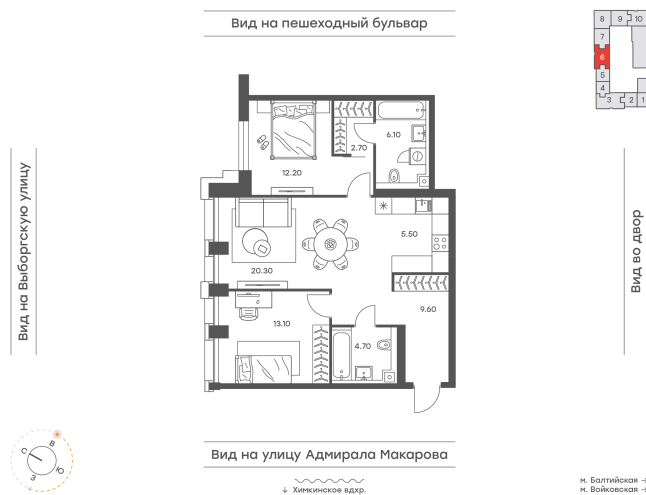 Вид на пешеходный бульвар
8 9 10
7
6
5
4
3 2 1
6.10
2.70
12.20
5.50
20.30
9.60
13.10
4.70
Вид на Выборгскую улицу
Вид во двор
Вид на улицу Адмирала Макарова
↓ Химкинское вдхр.
В
С
Ю
З
м. Балтийская
м. Войковская